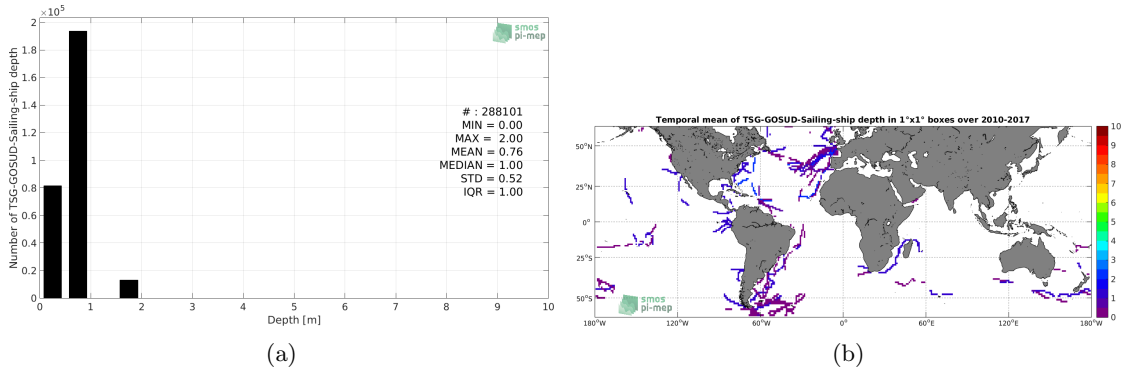 ×10⁵
2
1.8
1.6
1.4
1.2
1
0.8
0.6
0.4
0.2
0
Number of TSG-GOSUD-Sailing-ship depth
smos
pi-mep
# : 288101
MIN = 0.00
MAX = 2.00
MEAN = 0.76
MEDIAN = 1.00
STD = 0.52
IQR = 1.00
0 1 2 3 4 5 6 7 8 9 10
Depth [m]
(a)
Temporal mean of TSG-GOSUD-Sailing-ship depth in 1°x1° boxes over 2010-2017
50°N
25°N
0°
25°S
50°S
smos
pi-mep
180°W 120°W 60°W 0° 60°E 120°E 180°E
10
9
8
7
6
5
4
3
2
1
0
(b)